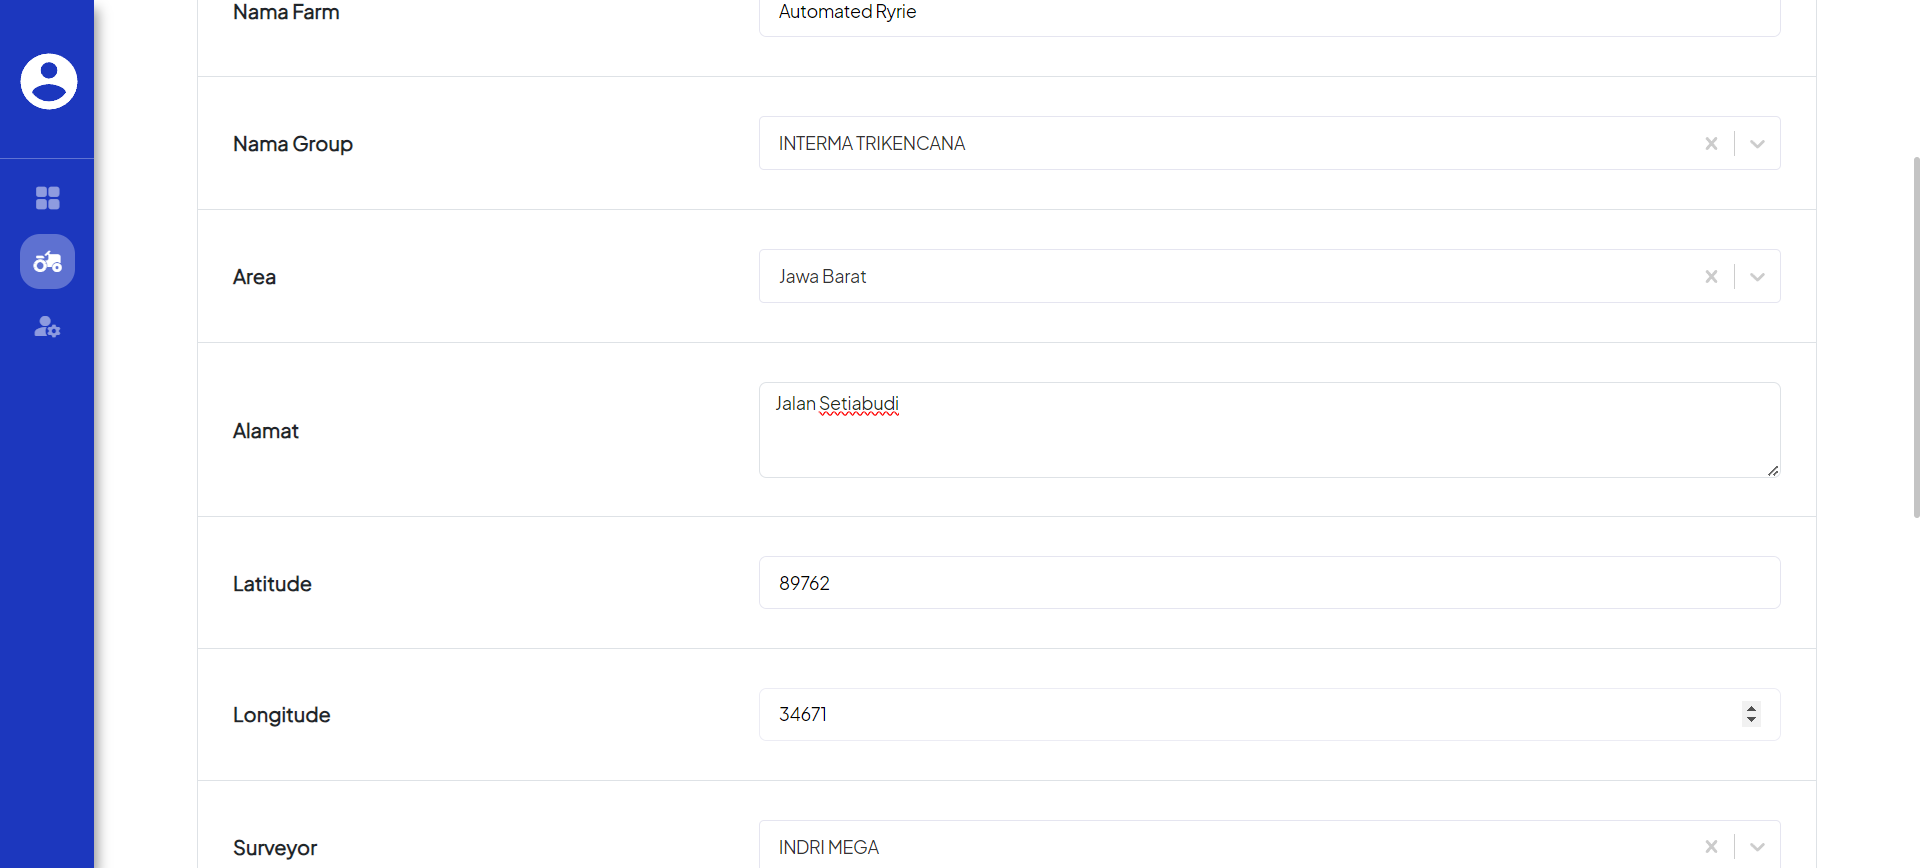 Nama Farm
Automated Ryrie
Nama Group
INTERMA TRIKENCANA
Area
Jawa Barat
Alamat
Jalan Setiabudi
Latitude
89762
Longitude
34671
Surveyor
INDRI MEGA